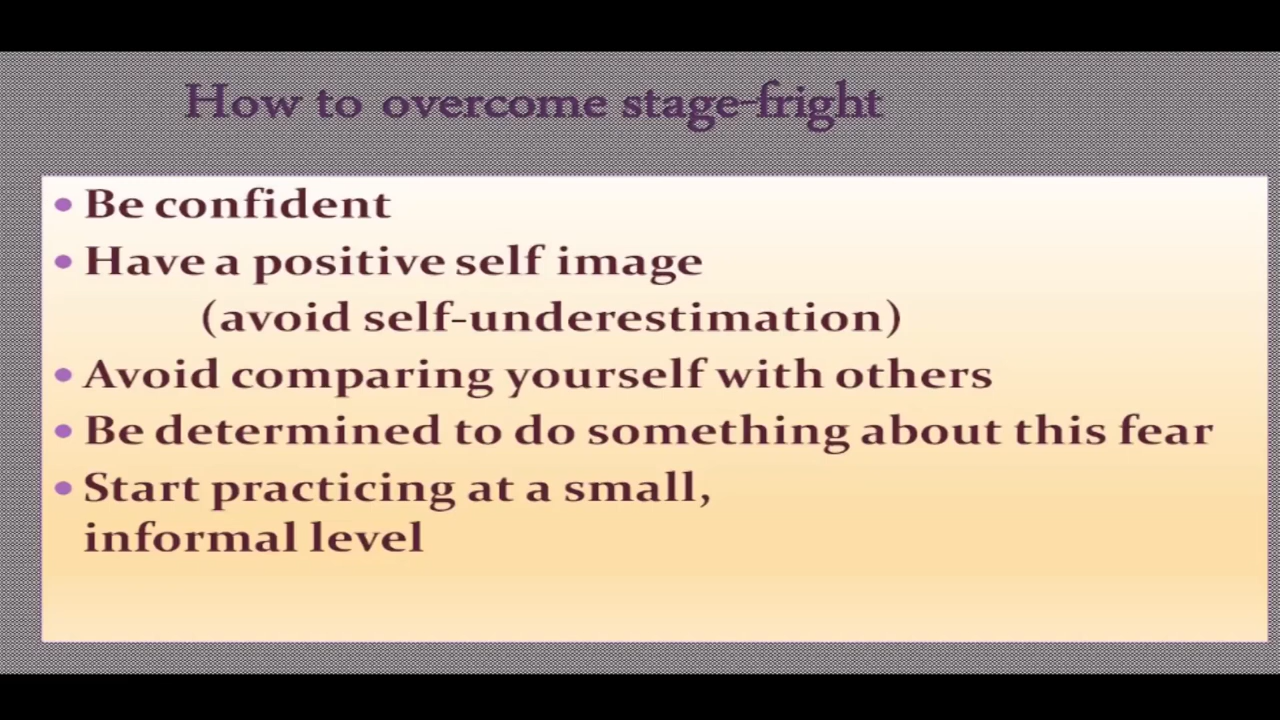 How to overcome stage-fright
• Be confident
• Have a positive self image
(avoid self-underestimation)
• Avoid comparing yourself with others
• Be determined to do something about this fear
• Start practicing at a small,
informal level